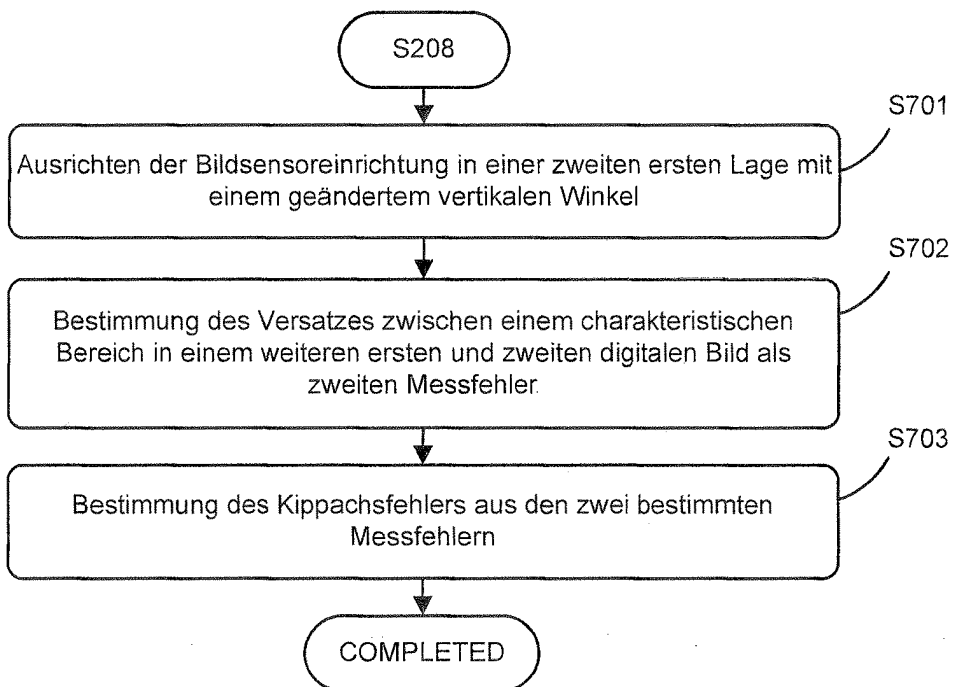 S208
S701
Ausrichten der Bildsensoreinrichtung in einer zweiten ersten Lage mit
einem geändertem vertikalen Winkel
S702
Bestimmung des Versatzes zwischen einem charakteristischen
Bereich in einem weiteren ersten und zweiten digitalen Bild als
zweiten Messfehler
S703
Bestimmung des Kippachsfehlers aus den zwei bestimmten
Messfehlern
COMPLETED